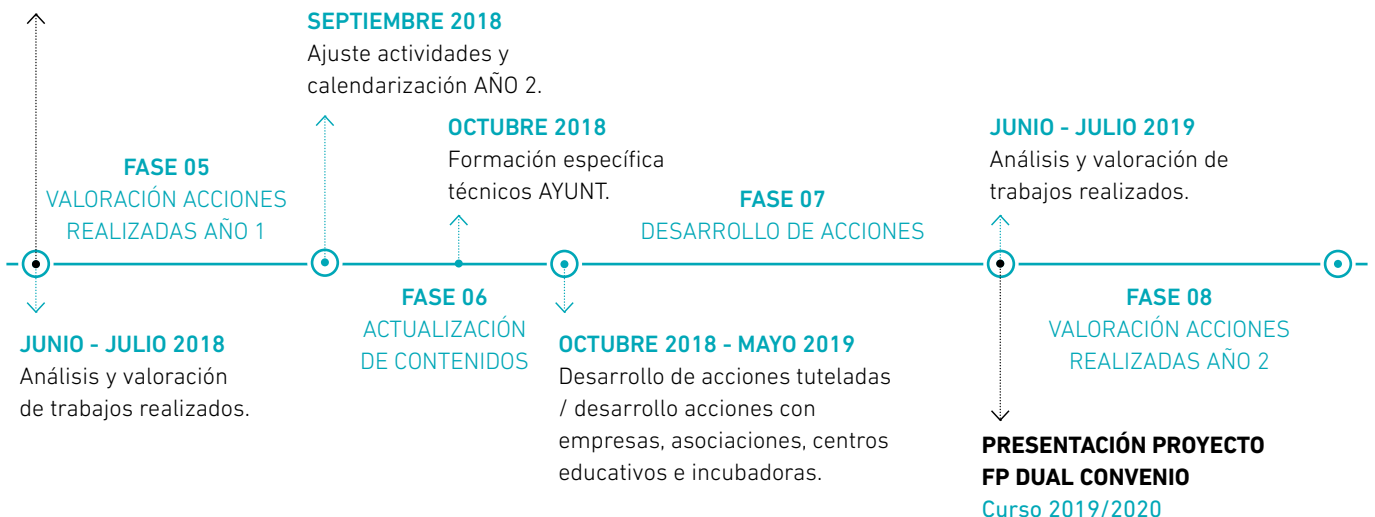 SEPTIEMBRE 2018
Ajuste actividades y
calendarización AÑO 2.
OCTUBRE 2018
Formación específica
técnicos AYUNT.
JUNIO - JULIO 2019
Análisis y valoración de
trabajos realizados.
FASE 05
VALORACIÓN ACCIONES
REALIZADAS AÑO 1
FASE 07
DESARROLLO DE ACCIONES
FASE 06
ACTUALIZACIÓN
DE CONTENIDOS
FASE 08
VALORACIÓN ACCIONES
REALIZADAS AÑO 2
JUNIO - JULIO 2018
Análisis y valoración
de trabajos realizados.
OCTUBRE 2018 - MAYO 2019
Desarrollo de acciones tuteladas
/ desarrollo acciones con
empresas, asociaciones, centros
educativos e incubadoras.
PRESENTACIÓN PROYECTO
FP DUAL CONVENIO
Curso 2019/2020